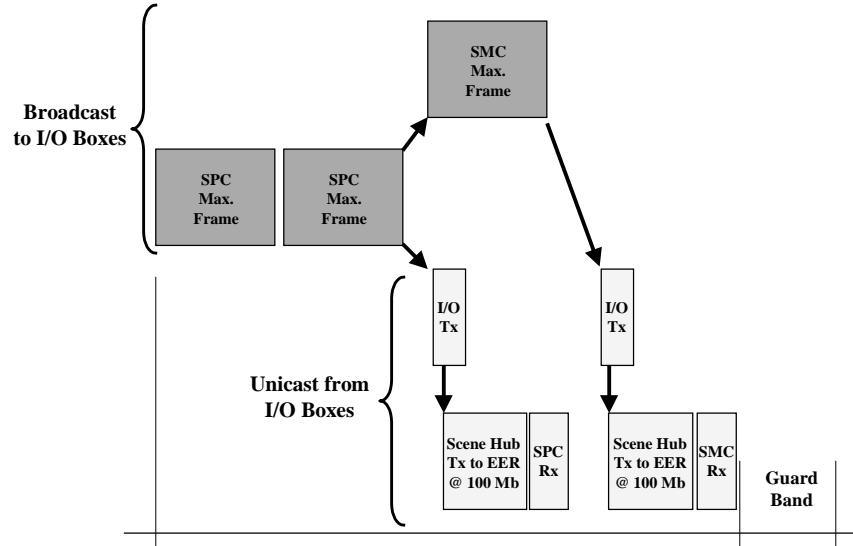 SMC
Max.
Frame
Broadcast
to I/O Boxes
SPC
Max.
Frame
SPC
Max.
Frame
I/O
Tx
I/O
Tx
Unicast from
I/O Boxes
Scene Hub
Tx to EER
@ 100 Mb
SPC
Rx
Scene Hub
Tx to EER
@ 100 Mb
SMC
Rx
Guard
Band